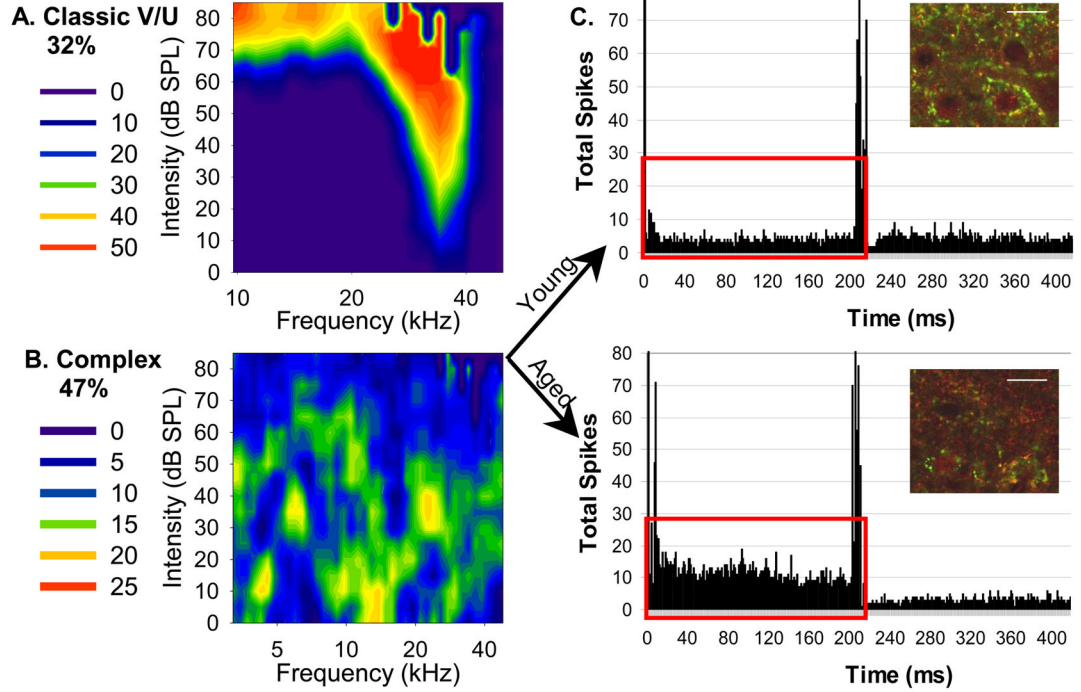 A. Classic V/U
32%
0
10
20
30
40
50
Intensity (dB SPL)
80
70
60
50
40
30
20
10
0
10 20 40
Frequency (kHz)
B. Complex
47%
0
5
10
15
20
25
Intensity (dB SPL)
80
70
60
50
40
30
20
10
0
5 10 20 40
Frequency (kHz)
Young
Aged
C.
Total Spikes
70
60
50
40
30
20
10
0
0 40 80 120 160 200 240 280 320 360 400
Time (ms)
Total Spikes
80
70
60
50
40
30
20
10
0
0 40 80 120 160 200 240 280 320 360 400
Time (ms)